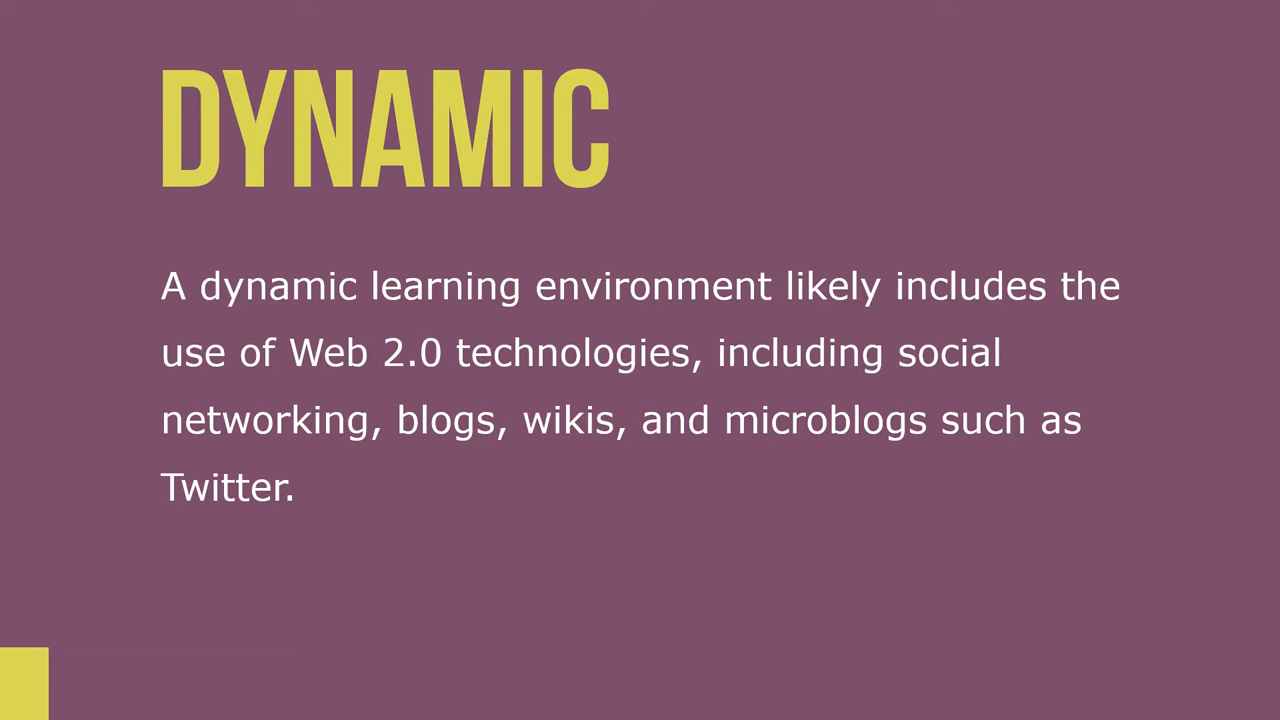 DYNAMIC
A dynamic learning environment likely includes the
use of Web 2.0 technologies, including social
networking, blogs, wikis, and microblogs such as
Twitter.